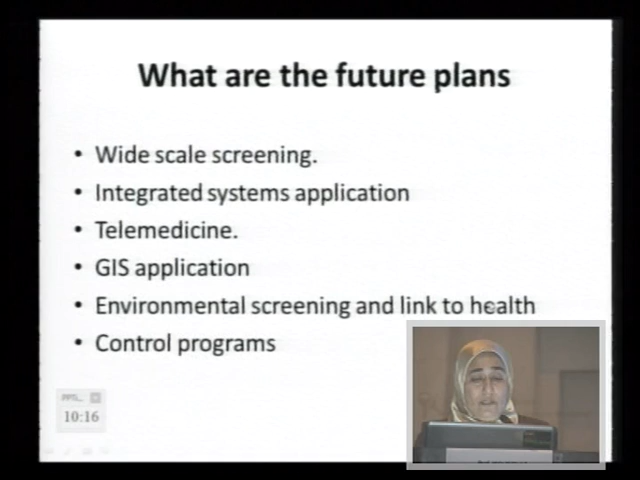 What are the future plans
• Wide scale screening.
• Integrated systems application
• Telemedicine.
• GIS application
• Environmental screening and link to health
• Control programs
10:16